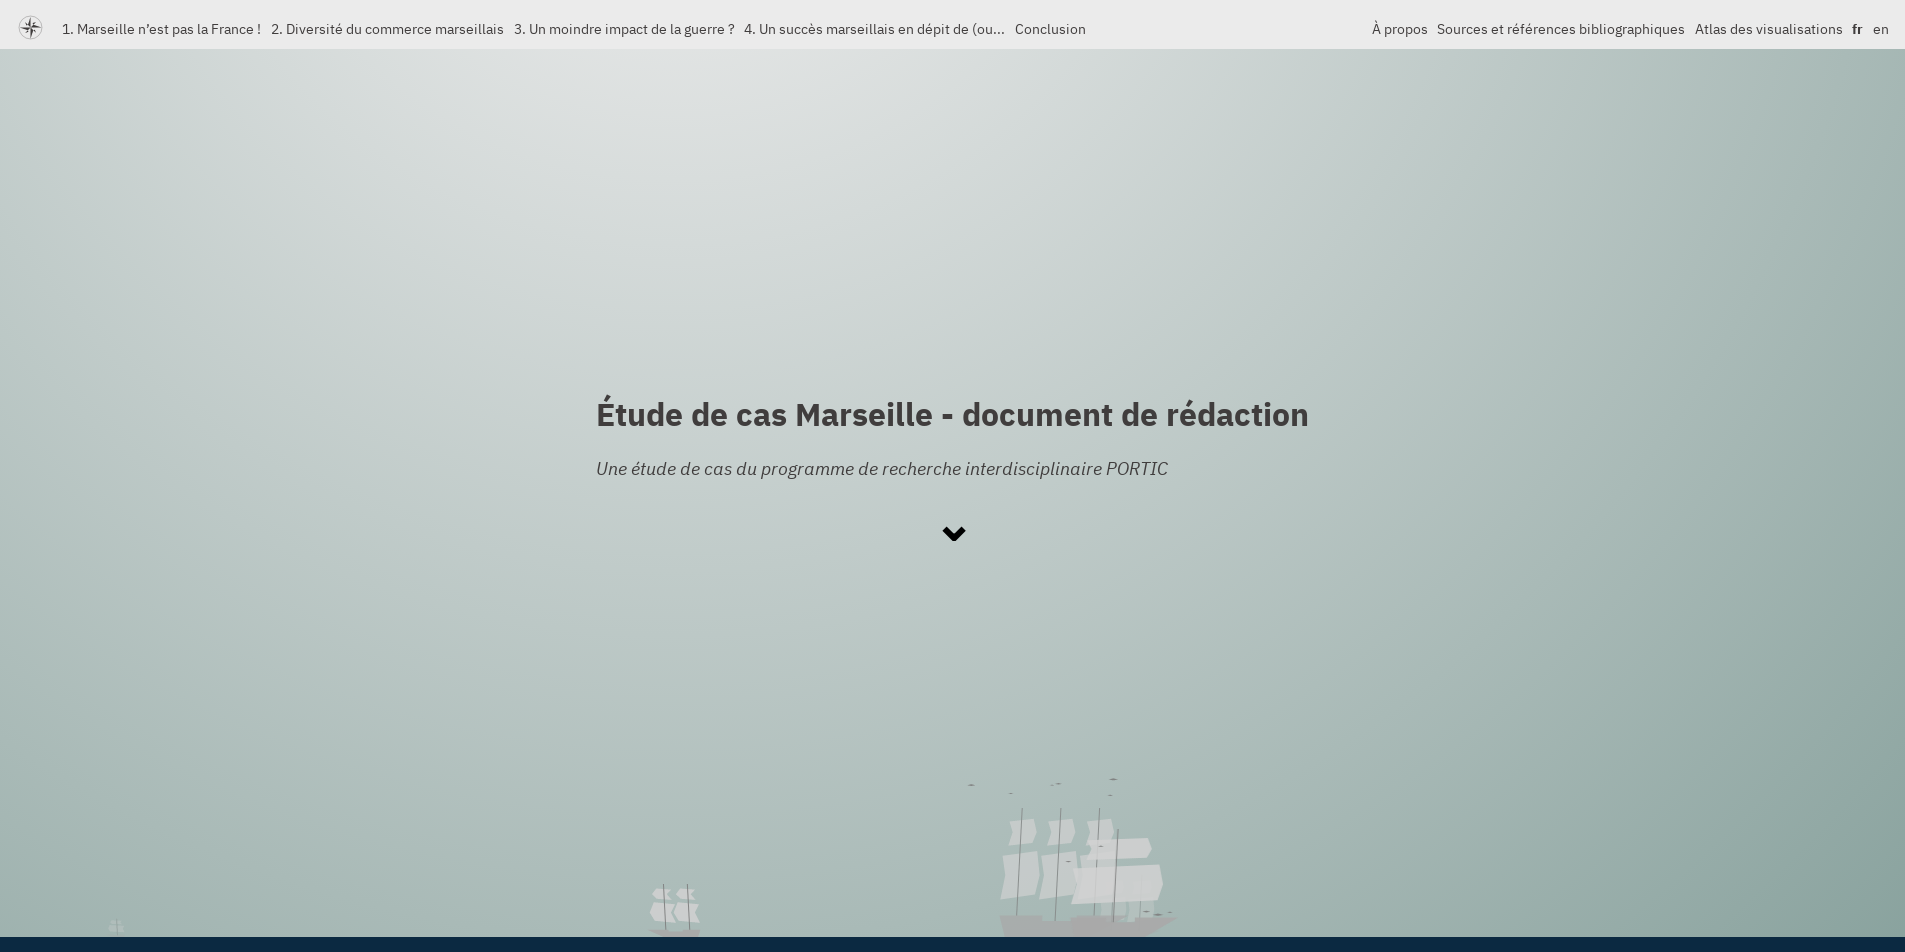 1. Marseille n’est pas la France ! 2. Diversité du commerce marseillais 3. Un moindre impact de la guerre ? 4. Un succès marseillais en dépit de (ou... Conclusion À propos Sources et références bibliographiques Atlas des visualisations fr en
Étude de cas Marseille - document de rédaction
Une étude de cas du programme de recherche interdisciplinaire PORTIC